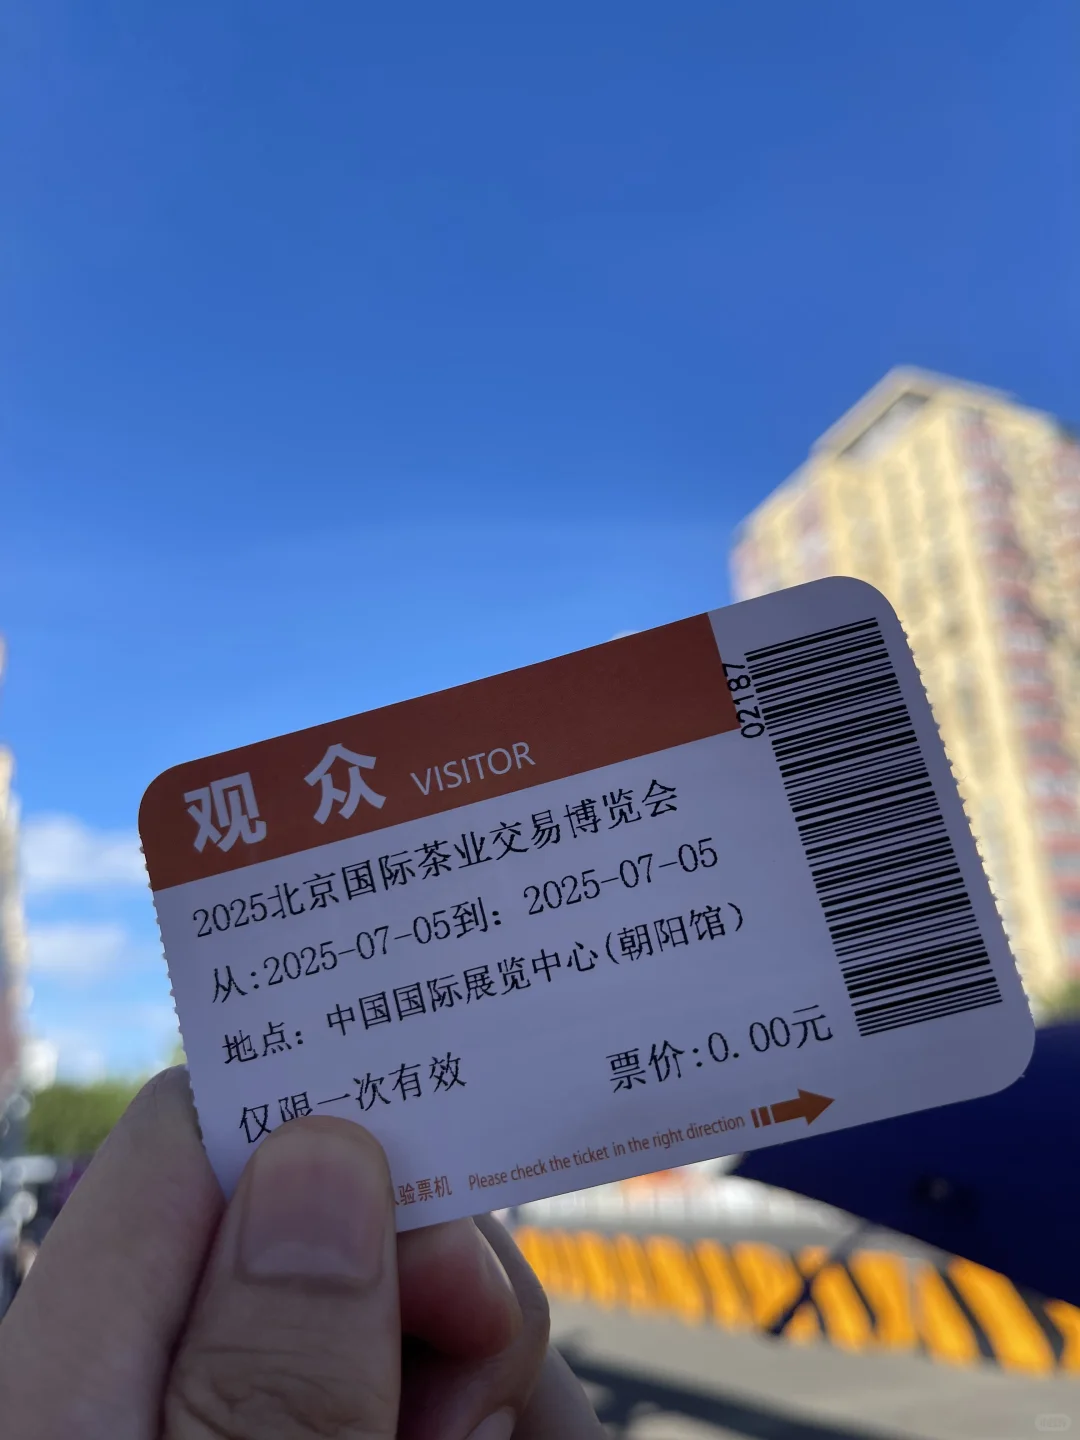 观 众 VISITOR
02187
2025北京国际茶业交易博览会
从:2025-07-05到: 2025-07-05
地点: 中国国际展览中心(朝阳馆)
仅限一次有效 票价:0.00元
验票机 Please check the ticket in the right direction